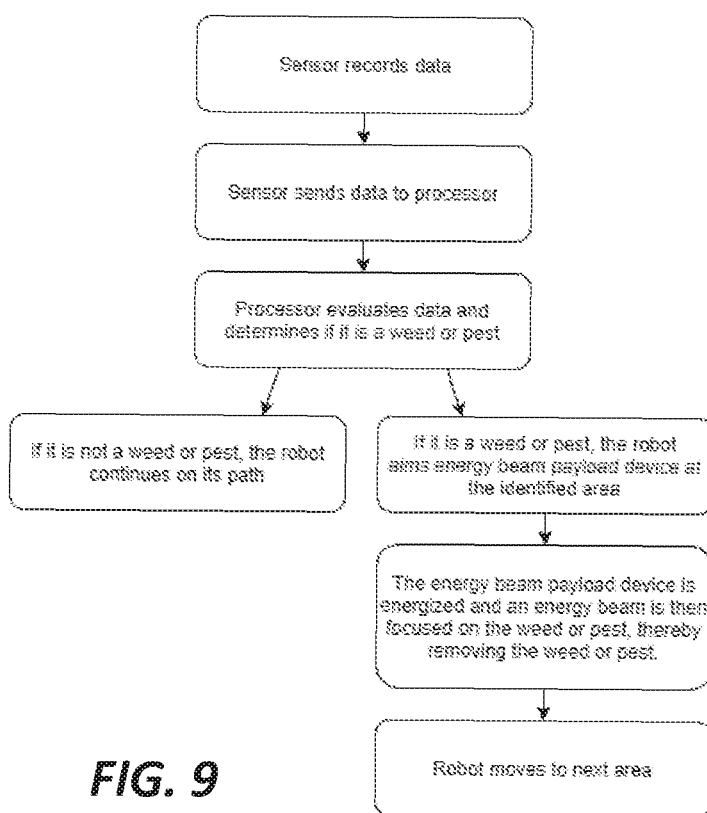 Sensor records data
Sensor sends data to processor
Processor evaluates data and
determines if it is a weed or pest
If it is not a weed or pest, the robot
continues on its path
If it is a weed or pest, the robot
aims energy beam payload device at
the identified area
The energy beam payload device is
energized and an energy beam is then
focused on the weed or pest, thereby
removing the weed or pest.
Robot moves to next area
FIG. 9